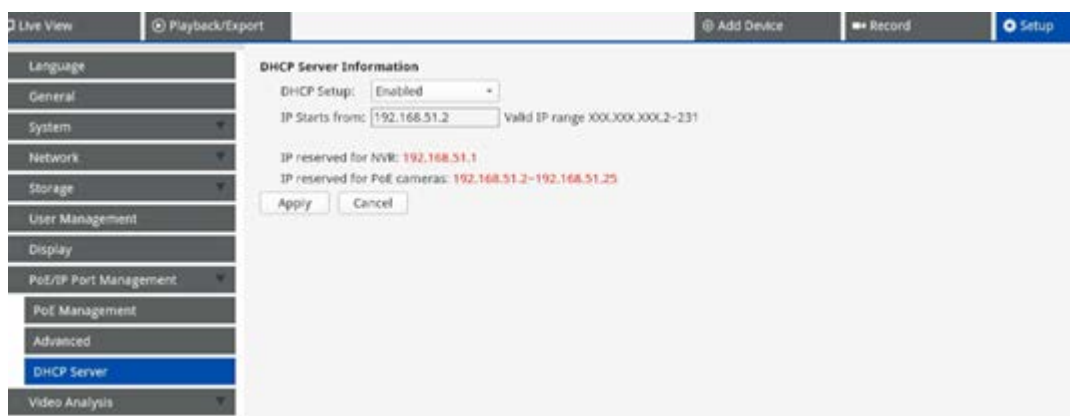 Live View
Playback/Export
Add Device
Record
Setup
Language
General
System
Network
Storage
User Management
Display
PoE/IP Port Management
PoE Management
Advanced
DHCP Server
Video Analysis
DHCP Server Information
DHCP Setup: Enabled
IP Starts from: 192.168.51.2 Valid IP range XXX.XXX.XXX.2~231
IP reserved for NVR: 192.168.51.1
IP reserved for PoE cameras: 192.168.51.2~192.168.51.25
Apply Cancel